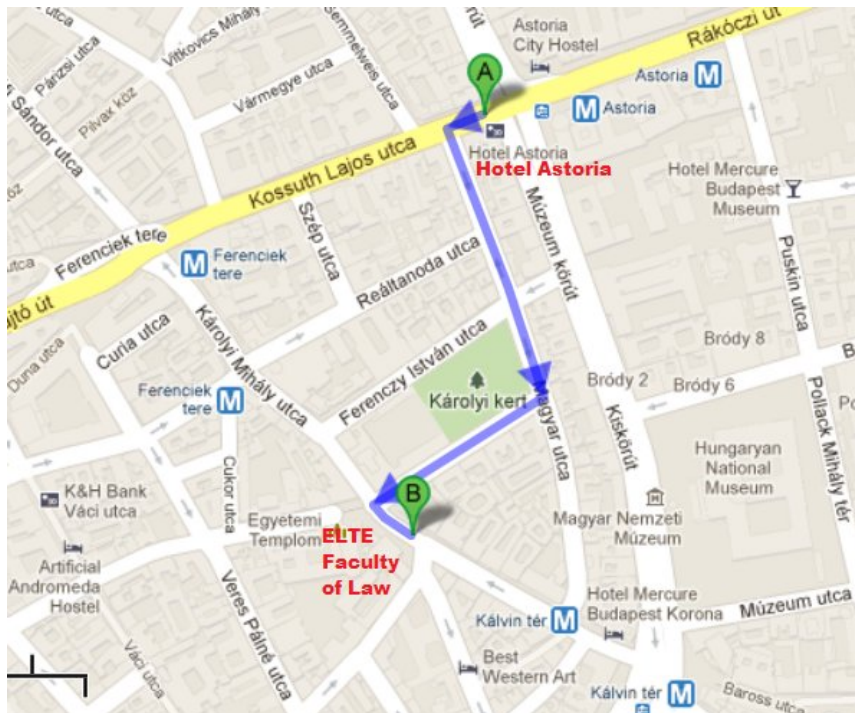 Párizsi utca
Vitkovics Mihály
Semmelweis utca
körút
Astoria
City Hostel
Rákóczi út
Sándor utca
Pilvax köz
Vármegye utca
A
Astoria
M
M
Astoria
Hotel Astoria
Hotel Astoria
Kossuth Lajos utca
Hotel Mercure
Budapest
Museum
Szép utca
Múzeum körút
Ferenciek tere
M
Ferenciek
tere
Reáltanoda utca
Puskin utca
Károlyi Mihály utca
Curia utca
Duna utca
Ferenczy István utca
Károlyi kert
Magyar utca
Bródy 8
Bródy 2
Bródy 6
B
Kiskörút
Pollack Mihály tér
Ferenciek
tere
M
Cukor utca
K&H Bank
Váci utca
Egyetemi
Templom
B
ELTE
Faculty
of Law
Hungaryan
National
Museum
Magyar Nemzeti
Múzeum
Artificial
Andromeda
Hostel
Veres Pálné utca
Váci utca
Hotel Mercure
Budapest Korona
Múzeum utca
Kálvin tér
M
Best
Western Art
Kálvin tér
M
Baross utca